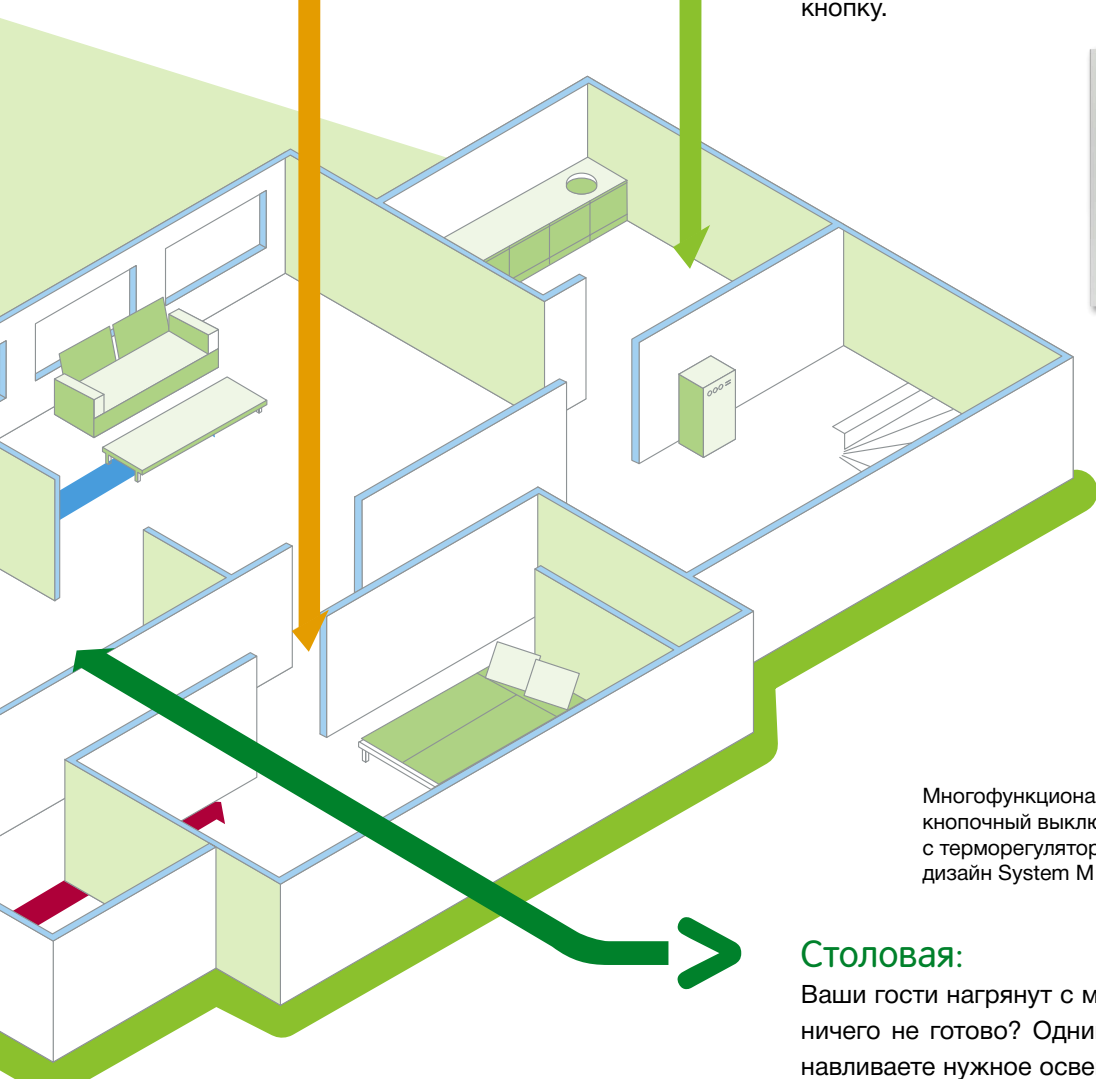 кнопку.
Многофункциона
кнопочный выклю
с терморегулятор
дизайн System M
Столовая:
Ваши гости нагрянут с м
ничего не готово? Одни
навливаете нужное осве